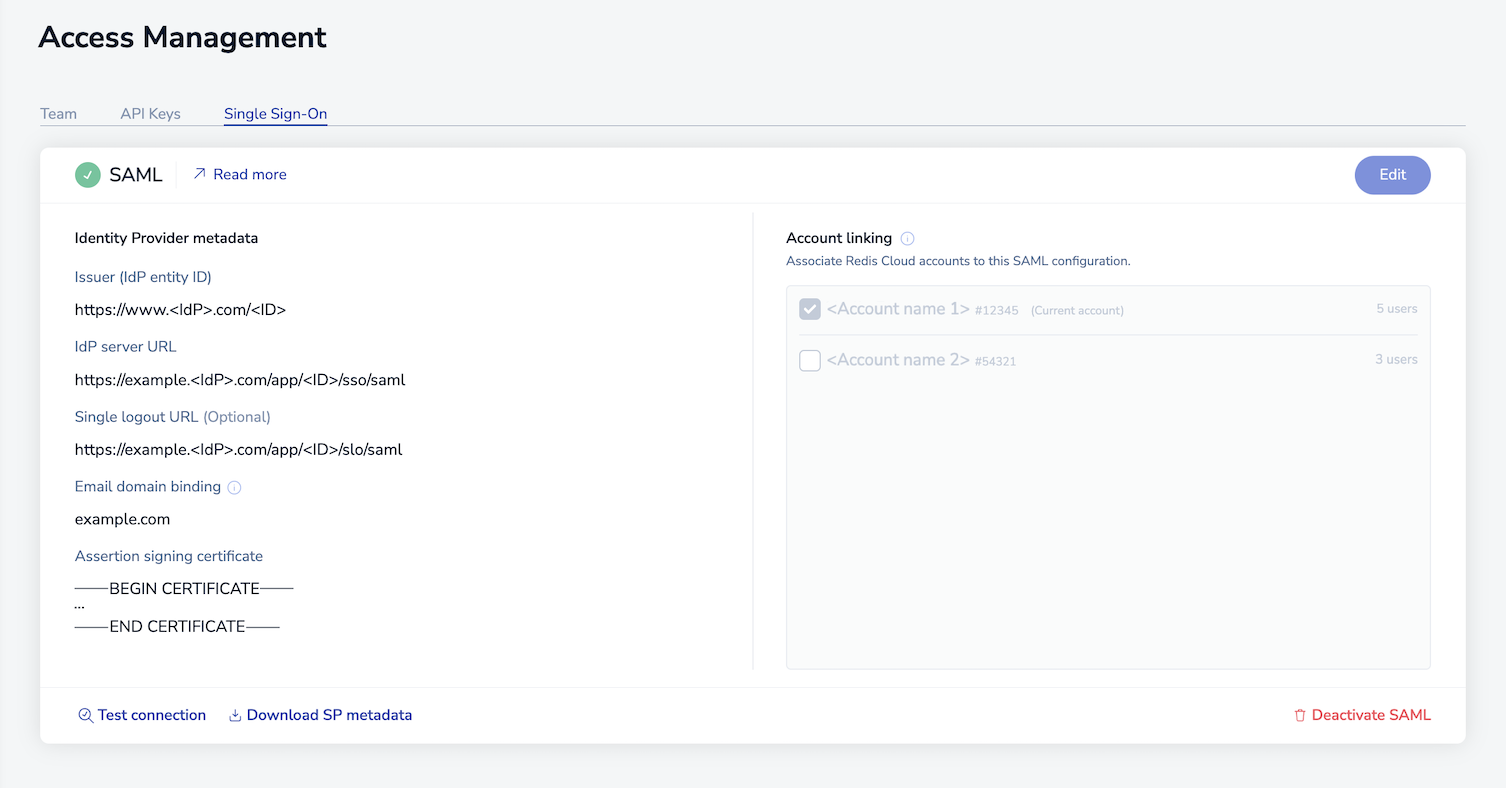 Access Management
Team API Keys Single Sign-On
SAML Read more Edit
Identity Provider metadata
Issuer (IdP entity ID)
https://www.<IdP>.com/<ID>
IdP server URL
https://example.<IdP>.com/app/<ID>/sso/saml
Single logout URL (Optional)
https://example.<IdP>.com/app/<ID>/slo/saml
Email domain binding
example.com
Assertion signing certificate
——BEGIN CERTIFICATE——
...
——END CERTIFICATE——
Account linking
Associate Redis Cloud accounts to this SAML configuration.
<Account name 1> #12345 (Current account) 5 users
<Account name 2> #54321 3 users
Test connection Download SP metadata Deactivate SAML